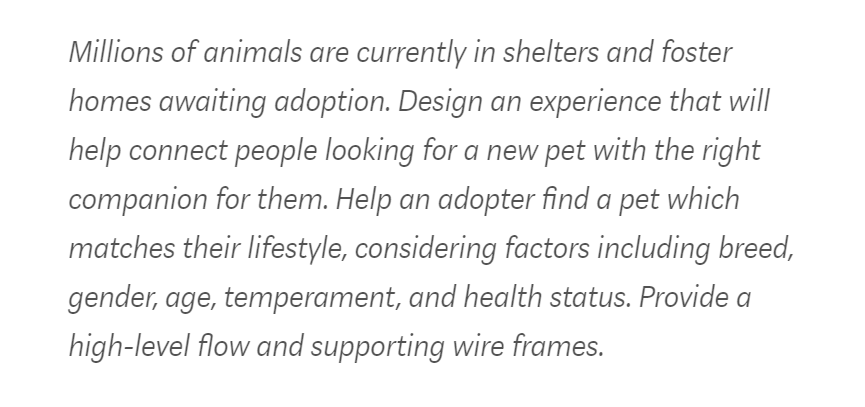 Millions of animals are currently in shelters and foster
homes awaiting adoption. Design an experience that will
help connect people looking for a new pet with the right
companion for them. Help an adopter find a pet which
matches their lifestyle, considering factors including breed,
gender, age, temperament, and health status. Provide a
high-level flow and supporting wire frames.